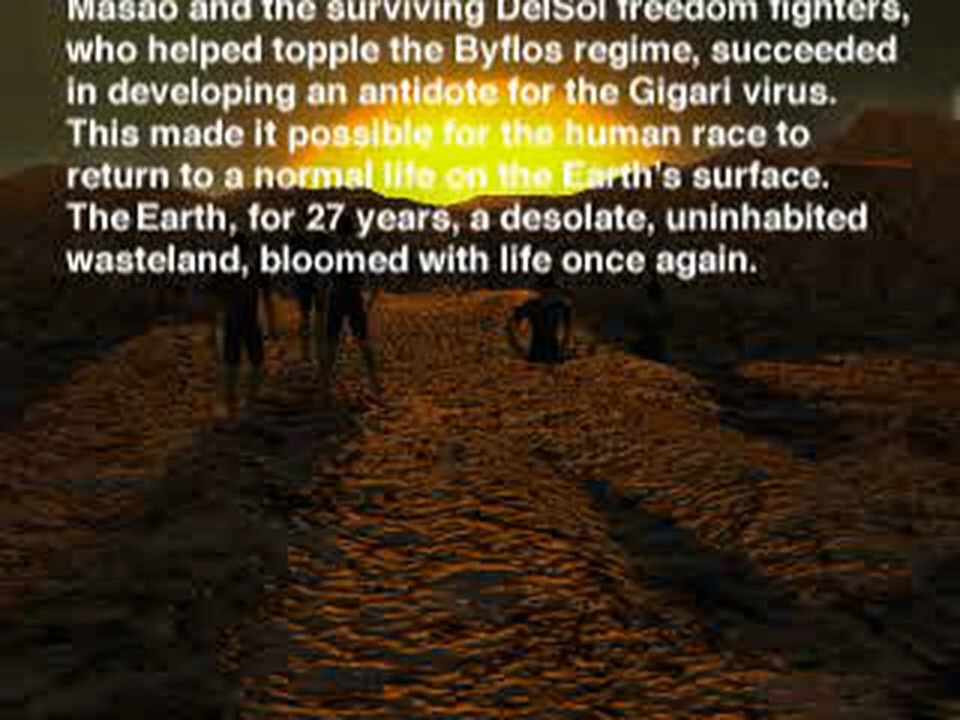 Masao and the surviving DelSol freedom fighters,
who helped topple the Byflos regime, succeeded
in developing an antidote for the Gigari virus.
This made it possible for the human race to
return to a normal life on the Earth's surface.
The Earth, for 27 years, a desolate, uninhabited
wasteland, bloomed with life once again.